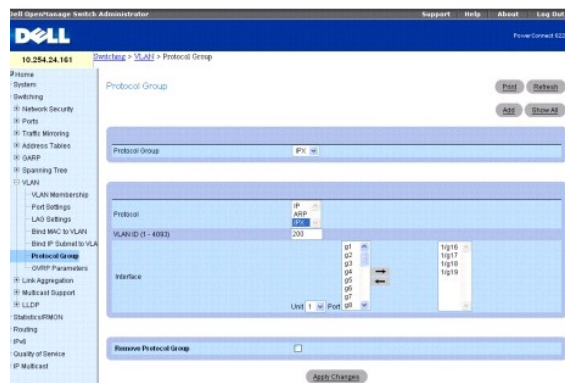 Dell OpenManage Switch Administrator
Support Help About Log Out
DELL
PowerConnect 622
10.254.24.161
Switching > VLAN > Protocol Group
Home
System
Switching
Network Security
Ports
Traffic Mirroring
Address Tables
GARP
Spanning Tree
VLAN
VLAN Membership
Port Settings
LAG Settings
Bind MAC to VLAN
Bind IP Subnet to VLA
Protocol Group
GVRP Parameters
Link Aggregation
Multicast Support
LLDP
Statistics/RMON
Routing
IPv6
Quality of Service
IP Multicast
Protocol Group
Print Refresh
Add Show All
Protocol Group IPX
Protocol
IP
ARP
IPX
VLAN ID (1 - 4093) 200
Interface
Unit 1 Port
g1
g2
g3
g4
g5
g6
g7
g8
1/g16
1/g17
1/g18
1/g19
Remove Protocol Group
Apply Changes